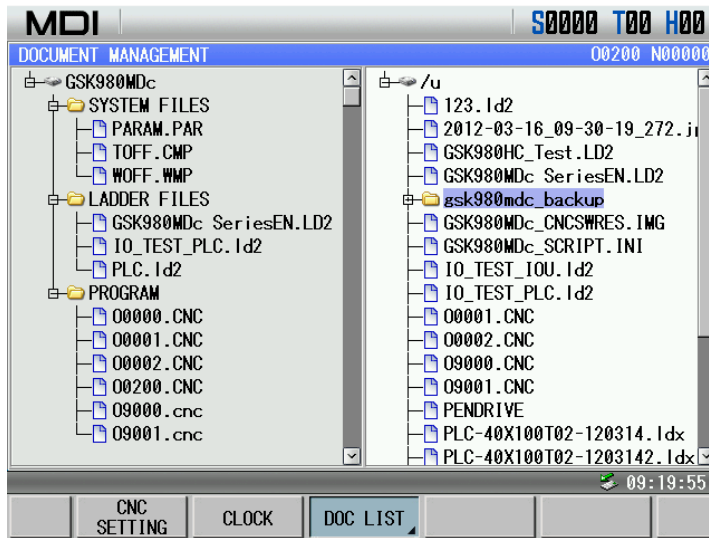 MDI S0000 T00 H00
DOCUMENT MANAGEMENT O0200 N00000
GSK980MDc
SYSTEM FILES
PARAM.PAR
TOFF.CMP
WOFF.WMP
LADDER FILES
GSK980MDc SeriesEN.LD2
IO_TEST_PLC.ld2
PLC.ld2
PROGRAM
O0000.CNC
O0001.CNC
O0002.CNC
O0200.CNC
O9000.cnc
O9001.cnc
/u
123.ld2
2012-03-16_09-30-19_272.j
GSK980HC_Test.LD2
GSK980MDc SeriesEN.LD2
gsk980mdc_backup
GSK980MDc_CNCSWRES.IMG
GSK980MDc_SCRIPT.INI
IO_TEST_IOU.ld2
IO_TEST_PLC.ld2
O0001.CNC
O0002.CNC
O9000.CNC
O9001.CNC
PENDRIVE
PLC-40X100T02-120314.ldx
PLC-40X100T02-1203142.ldx
09:19:55
CNC
SETTING
CLOCK
DOC LIST